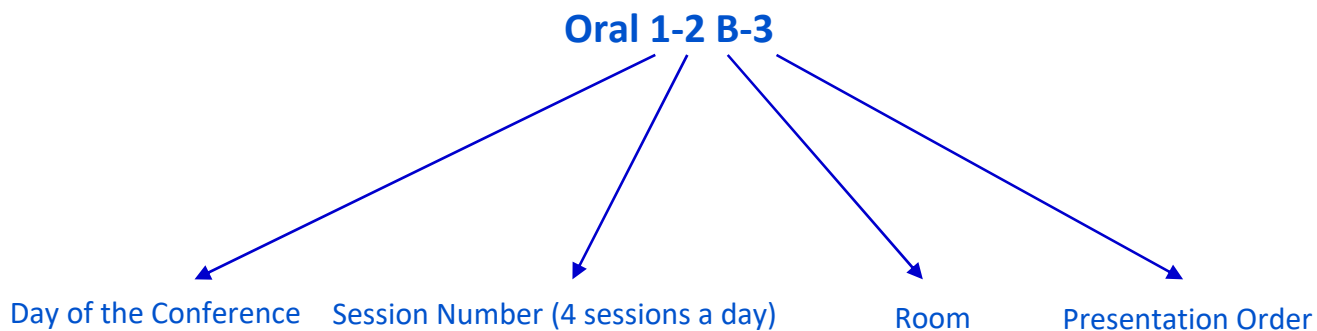 Oral 1-2 B-3
Day of the Conference
Session Number (4 sessions a day)
Room
Presentation Order